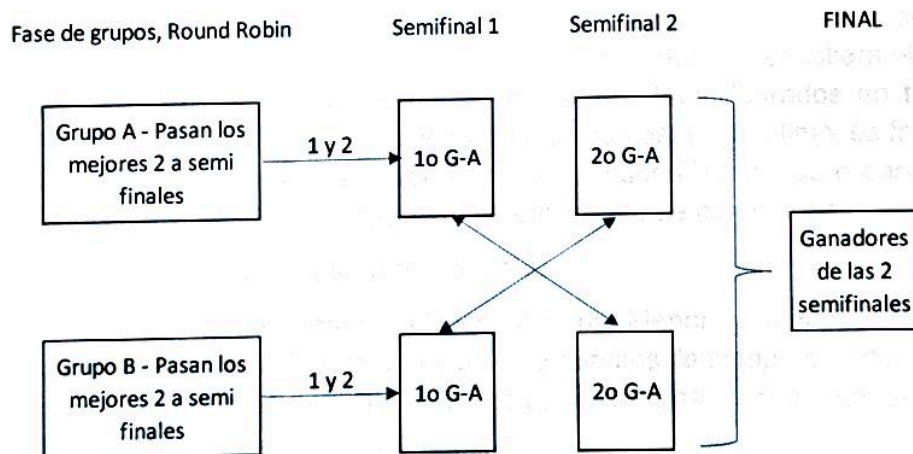 Fase de grupos, Round Robin
Semifinal 1
Semifinal 2
FINAL
Grupo A - Pasan los
mejores 2 a semi
finales
1 y 2
1o G-A
2o G-A
Ganadores
de las 2
semifinales
Grupo B - Pasan los
mejores 2 a semi
finales
1 y 2
1o G-A
2o G-A